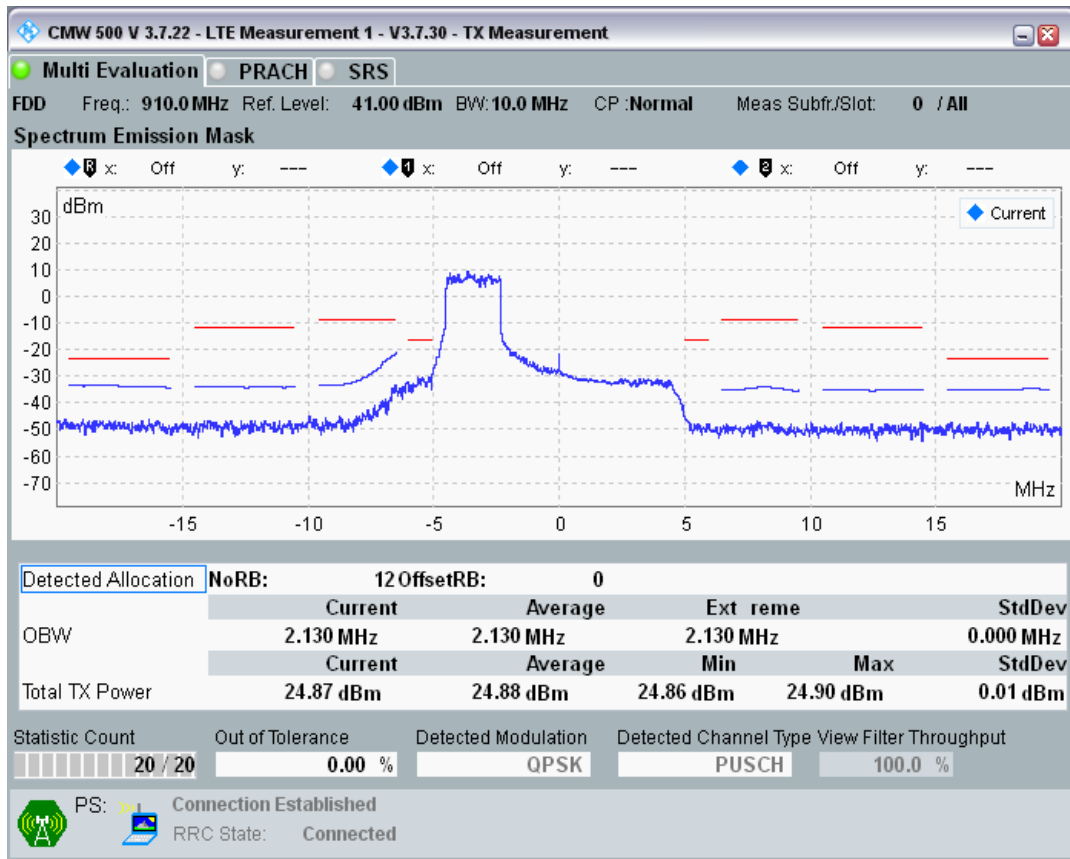 CMW 500 V 3.7.22 - LTE Measurement 1 - V3.7.30 - TX Measurement
Multi Evaluation PRACH SRS
FDD Freq.: 910.0 MHz Ref. Level: 41.00 dBm BW: 10.0 MHz CP :Normal Meas Subfr./Slot: 0 / All
Spectrum Emission Mask
R x: Off y: --- 1 x: Off y: --- 2 x: Off y: ---
dBm
Current
30
20
10
0
-10
-20
-30
-40
-50
-60
-70
MHz
-15 -10 -5 0 5 10 15
Detected Allocation NoRB: 12 OffsetRB: 0
Current Average Ext reme StdDev
OBW 2.130 MHz 2.130 MHz 2.130 MHz 0.000 MHz
Current Average Min Max StdDev
Total TX Power 24.87 dBm 24.88 dBm 24.86 dBm 24.90 dBm 0.01 dBm
Statistic Count Out of Tolerance Detected Modulation Detected Channel Type View Filter Throughput
20 / 20 0.00 % QPSK PUSCH 100.0 %
PS: Connection Established
RRC State: Connected